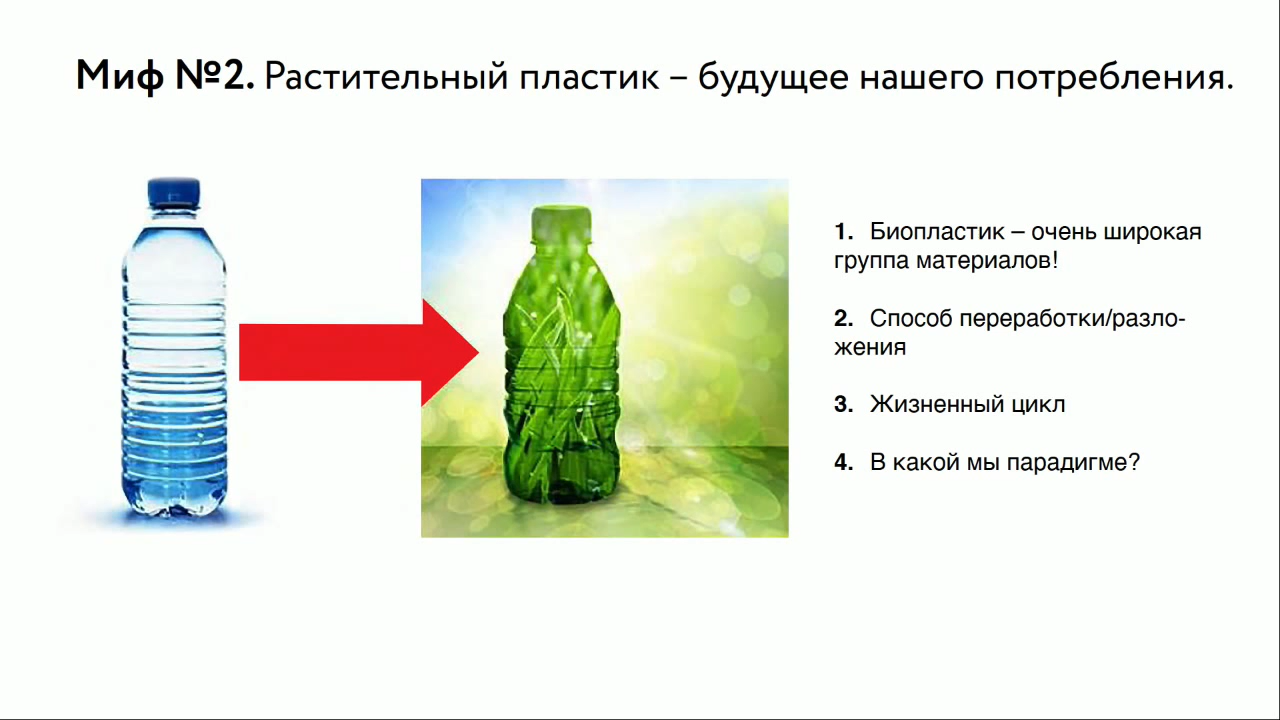 Миф №2. Растительный пластик – будущее нашего потребления.
1. Биопластик – очень широкая
группа материалов!
2. Способ переработки/разло-
жения
3. Жизненный цикл
4. В какой мы парадигме?